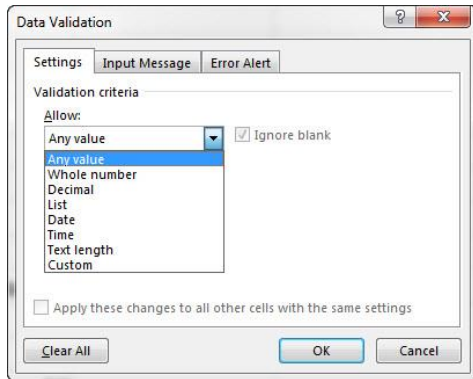 Data Validation
Settings Input Message Error Alert
Validation criteria
Allow:
Any value Ignore blank
Any value
Whole number
Decimal
List
Date
Time
Text length
Custom
Apply these changes to all other cells with the same settings
Clear All OK Cancel